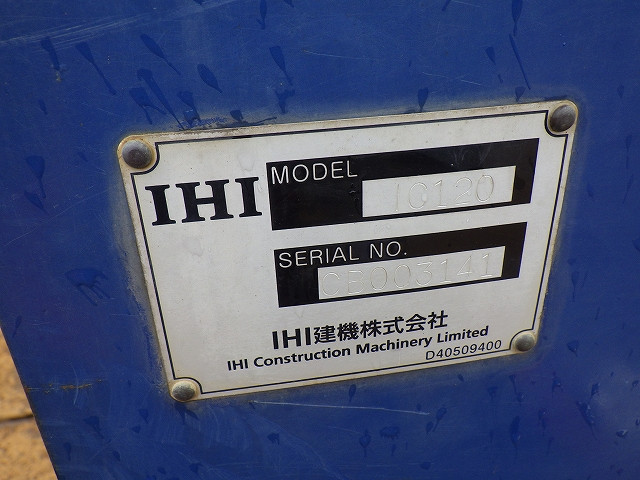 IHI
MODEL
IC120
SERIAL NO.
CD003141
IHI建機株式会社
IHI Construction Machinery Limited
D40509400